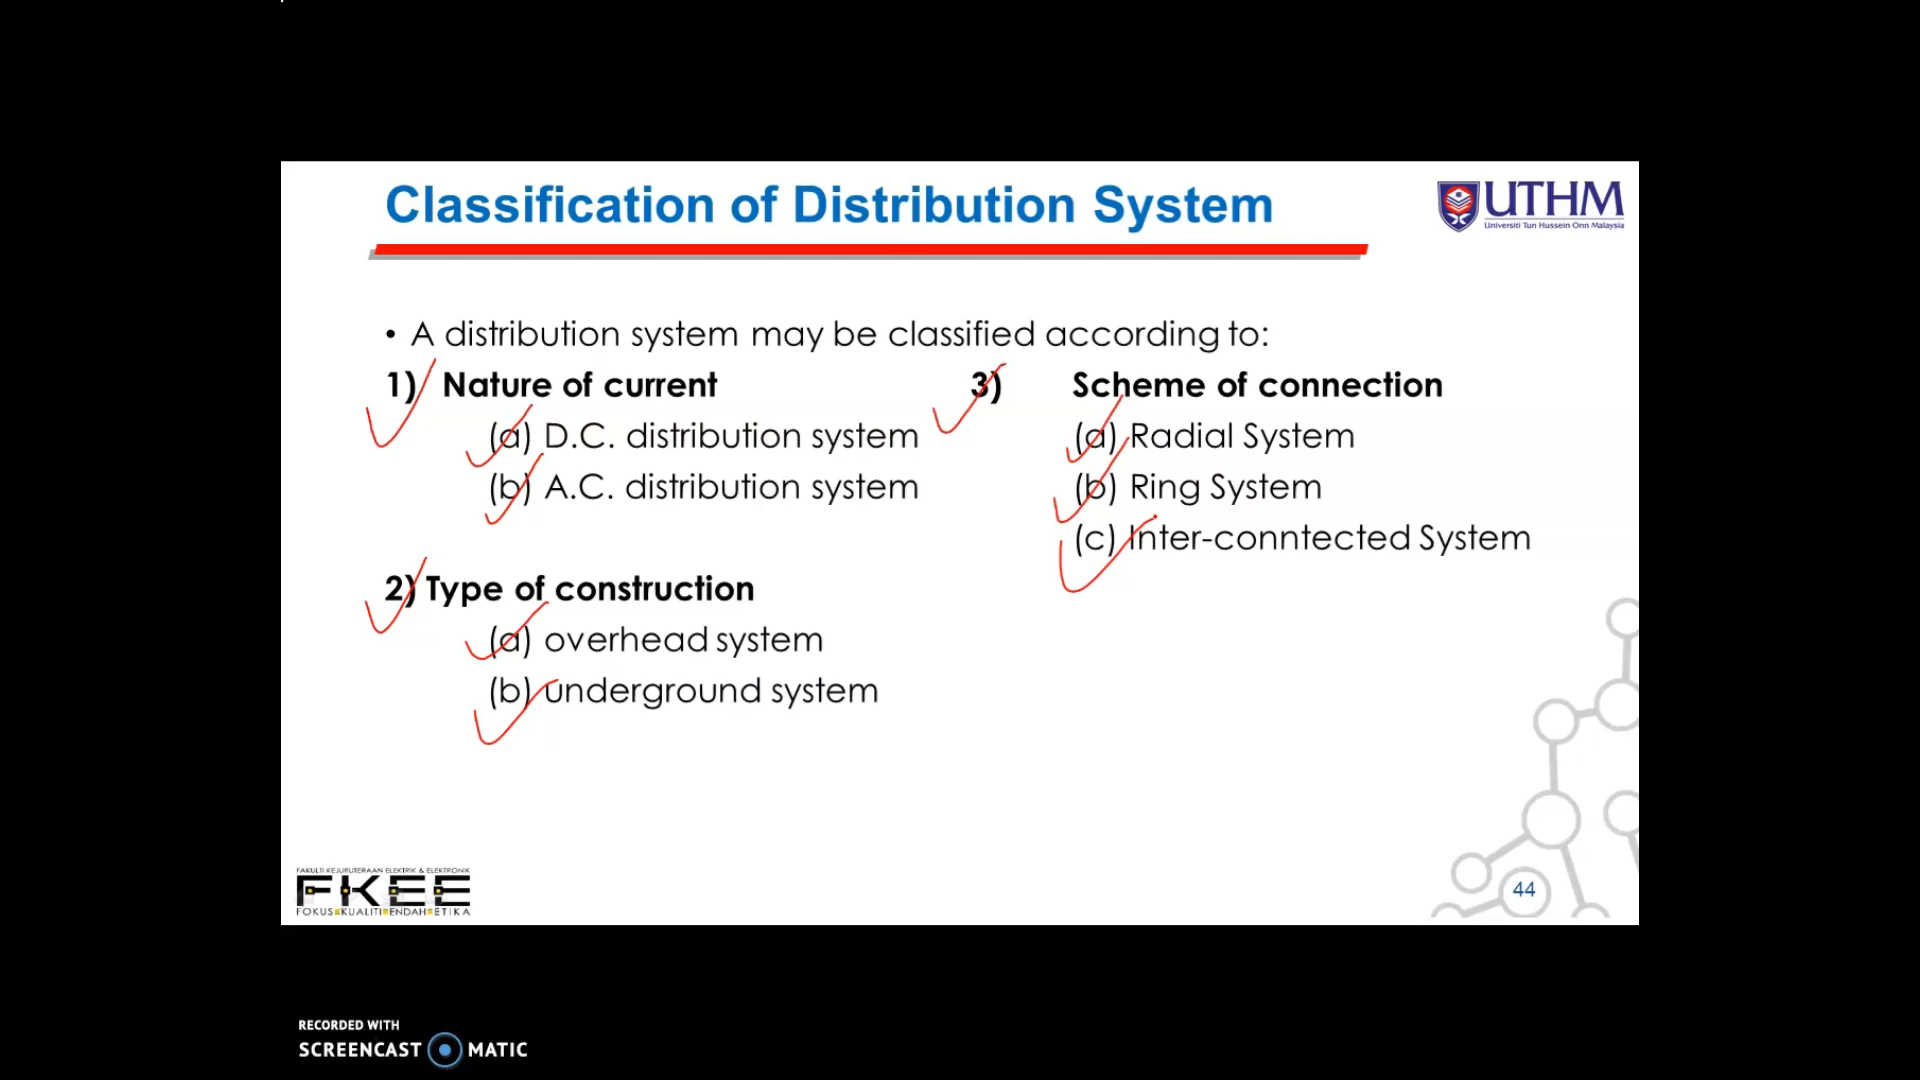 Classification of Distribution System
UTHM
Universiti Tun Hussein Onn Malaysia
• A distribution system may be classified according to:
1) Nature of current
(a) D.C. distribution system
(b) A.C. distribution system
2) Type of construction
(a) overhead system
(b) underground system
3) Scheme of connection
(a) Radial System
(b) Ring System
(c) Inter-conntected System
FAKULTI KEJURUTERAAN ELEKTRIK & ELEKTRONIK
FKEE
FOKUS KUALITI ENDAH ETIKA
44
RECORDED WITH
SCREENCAST MATIC